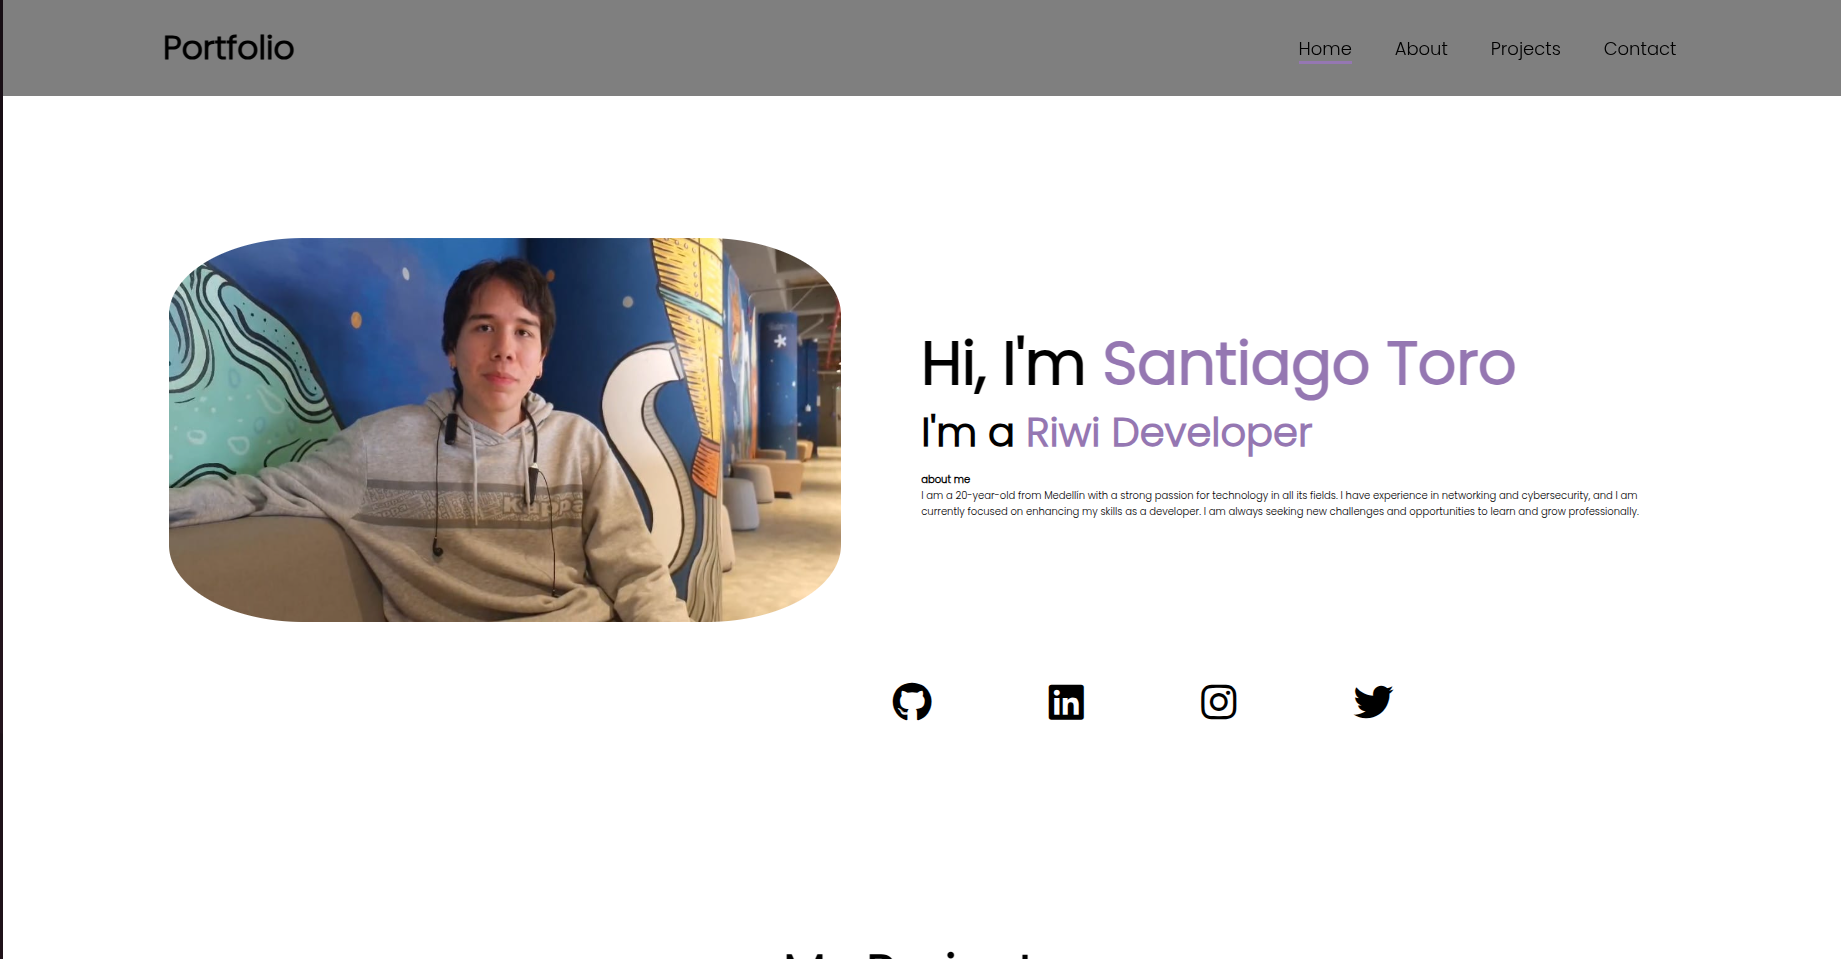 Portfolio
Home About Projects Contact
Hi, I'm Santiago Toro
I'm a Riwi Developer
about me
I am a 20-year-old from Medellin with a strong passion for technology in all its fields. I have experience in networking and cybersecurity, and I am
currently focused on enhancing my skills as a developer. I am always seeking new challenges and opportunities to learn and grow professionally.
Kappa
in